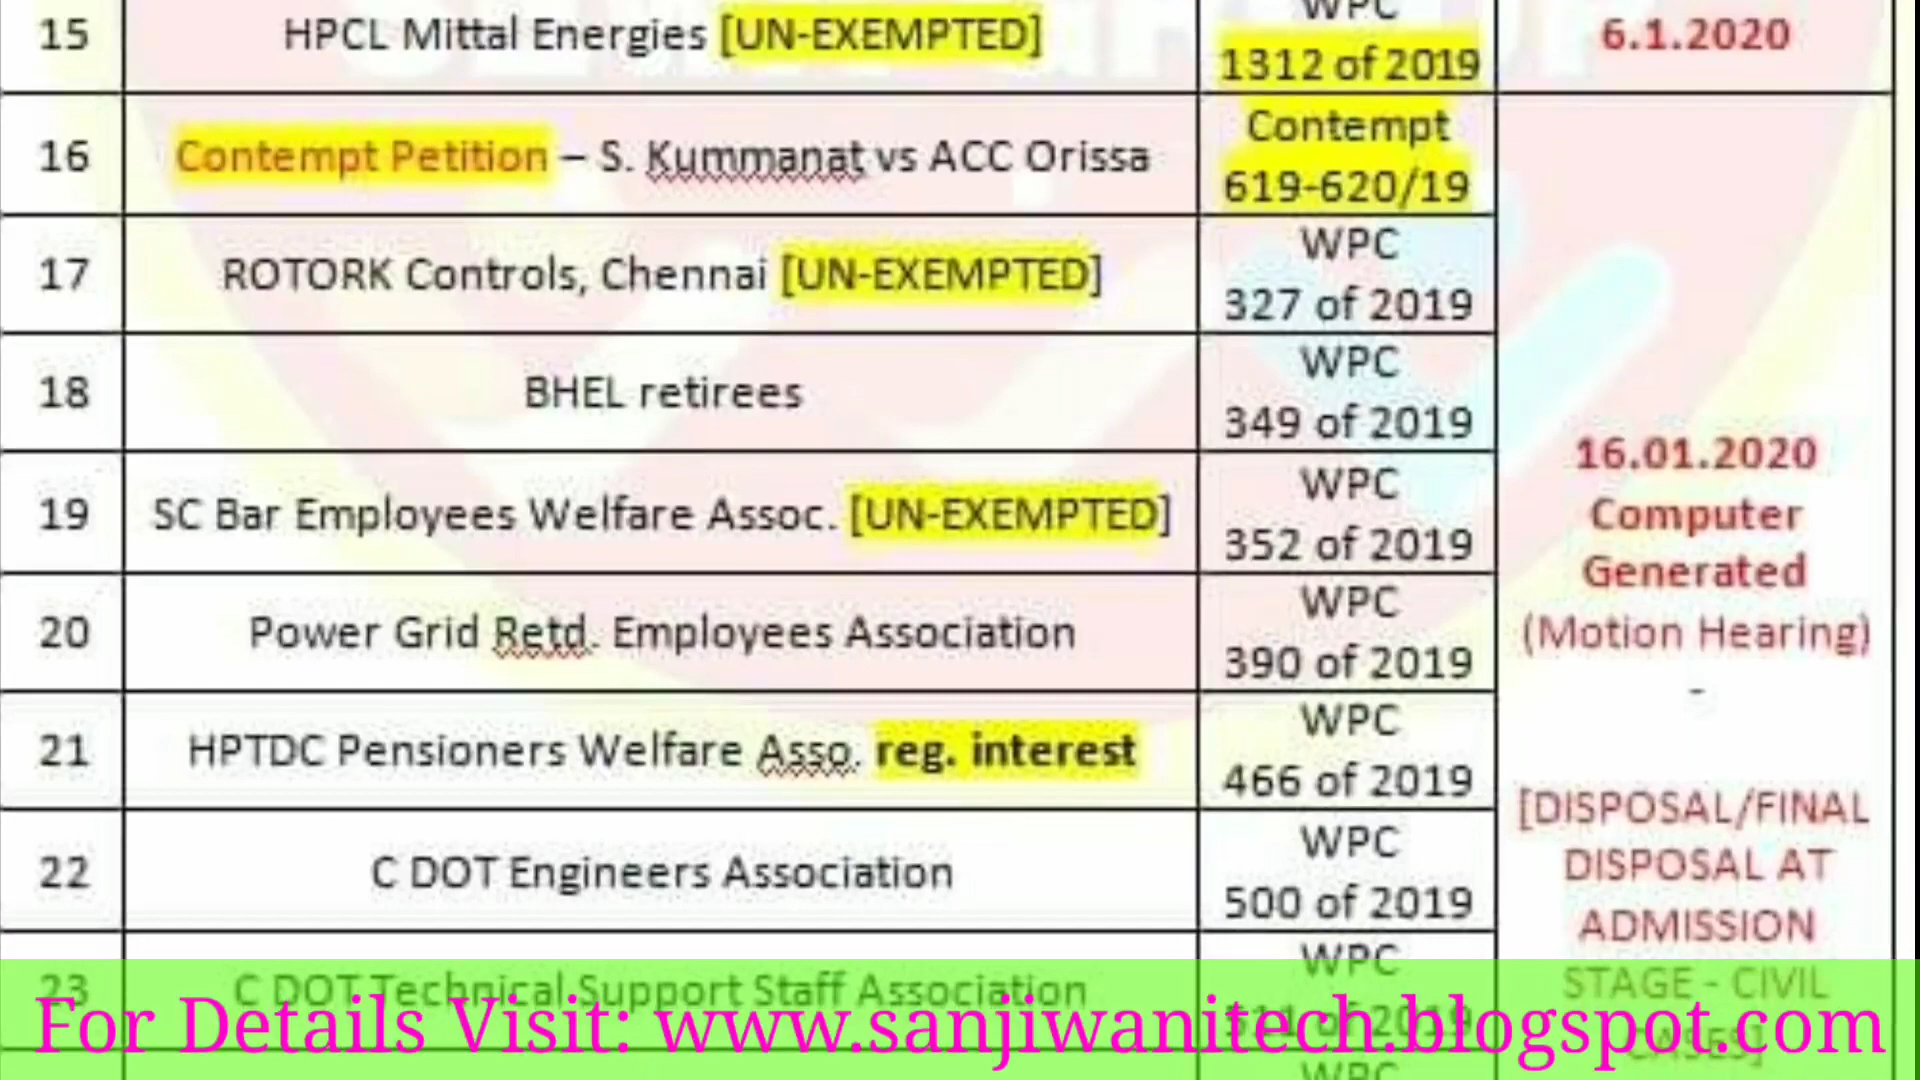 15 HPCL Mittal Energies [UN-EXEMPTED] WPC
1312 of 2019
6.1.2020
16 Contempt Petition – S. Kummanat vs ACC Orissa Contempt
619-620/19
17 ROTORK Controls, Chennai [UN-EXEMPTED] WPC
327 of 2019
18 BHEL retirees WPC
349 of 2019
19 SC Bar Employees Welfare Assoc. [UN-EXEMPTED] WPC
352 of 2019
20 Power Grid Retd. Employees Association WPC
390 of 2019
21 HPTDC Pensioners Welfare Asso. reg. interest WPC
466 of 2019
22 C DOT Engineers Association WPC
500 of 2019
23 C DOT Technical Support Staff Association WPC
511 of 2019
WPC
16.01.2020
Computer
Generated
(Motion Hearing)
-
[DISPOSAL/FINAL
DISPOSAL AT
ADMISSION
STAGE - CIVIL
CASES]
For Details Visit: www.sanjiwanitech.blogspot.com